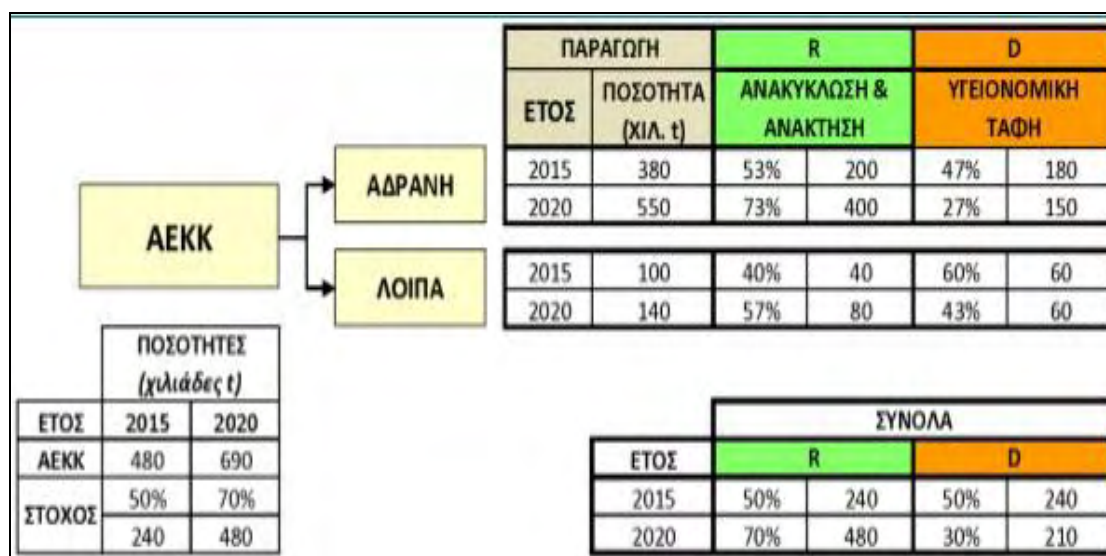 ΠΑΡΑΓΩΓΗ R D
ΕΤΟΣ ΠΟΣΟΤΗΤΑ (ΧΙΛ. t) ΑΝΑΚΥΚΛΩΣΗ & ΑΝΑΚΤΗΣΗ ΥΓΕΙΟΝΟΜΙΚΗ ΤΑΦΗ
ΑΕΚΚ
ΑΔΡΑΝΗ
2015 380 53% 200 47% 180
2020 550 73% 400 27% 150
ΛΟΙΠΑ
2015 100 40% 40 60% 60
2020 140 57% 80 43% 60
ΠΟΣΟΤΗΤΕΣ
(χιλιάδες t)
ΕΤΟΣ 2015 2020
ΑΕΚΚ 480 690
ΣΤΟΧΟΣ 50% 70%
240 480
ΣΥΝΟΛΑ
ΕΤΟΣ R D
2015 50% 240 50% 240
2020 70% 480 30% 210